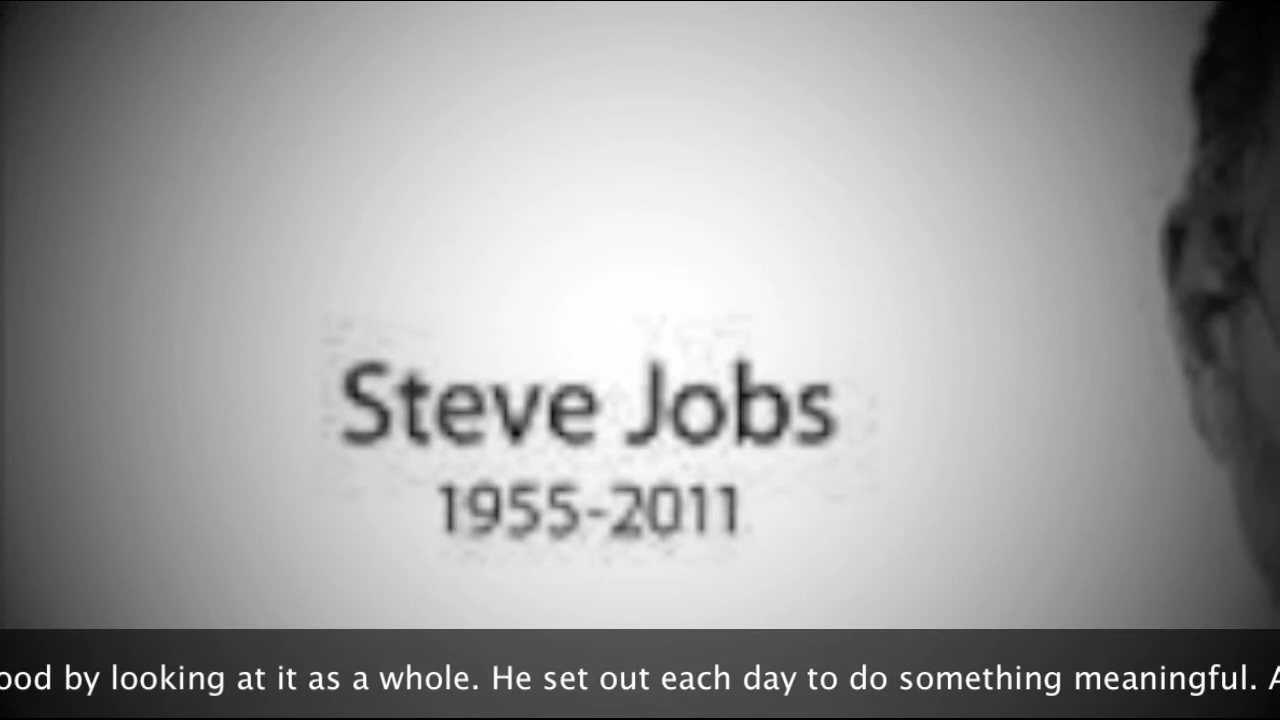 Steve Jobs
1955-2011
by looking at it as a whole. He set out each day to do something meaningful.